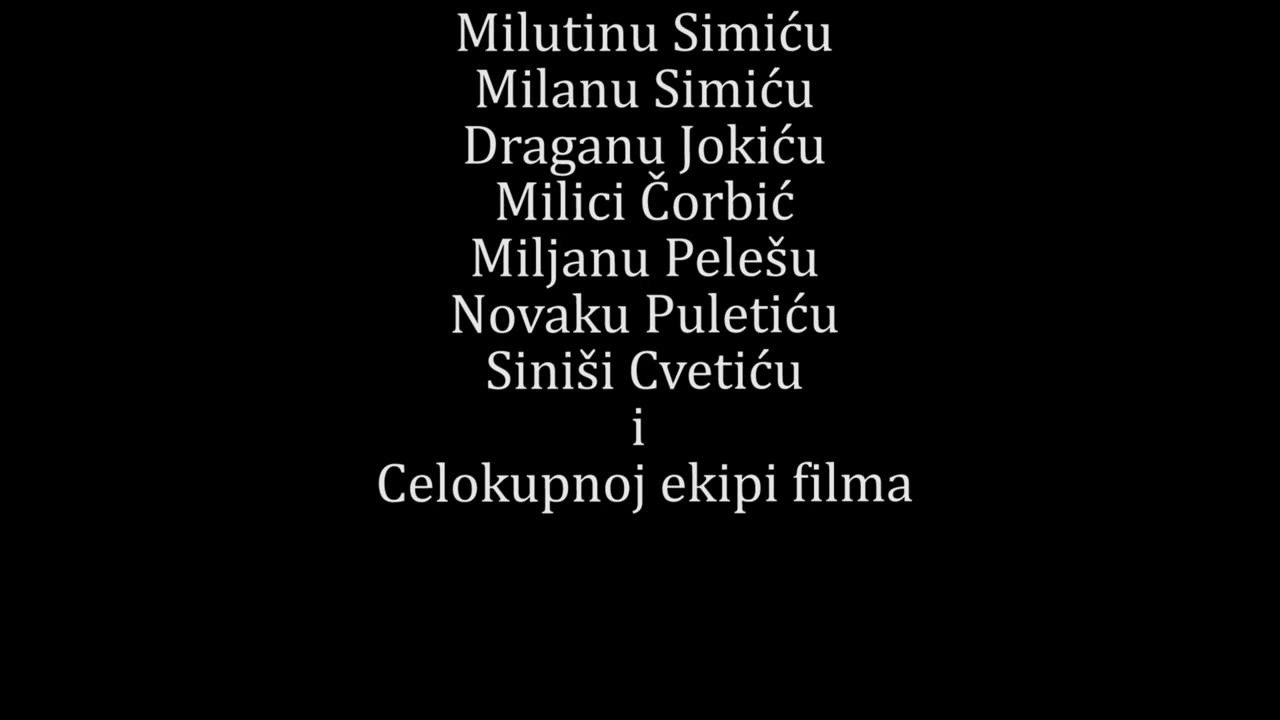 Milutinu Simiću
Milanu Simiću
Draganu Jokiću
Milici Čorbić
Miljanu Pelešu
Novaku Puletiću
Siniši Cvetiću
i
Celokupnoj ekipi filma